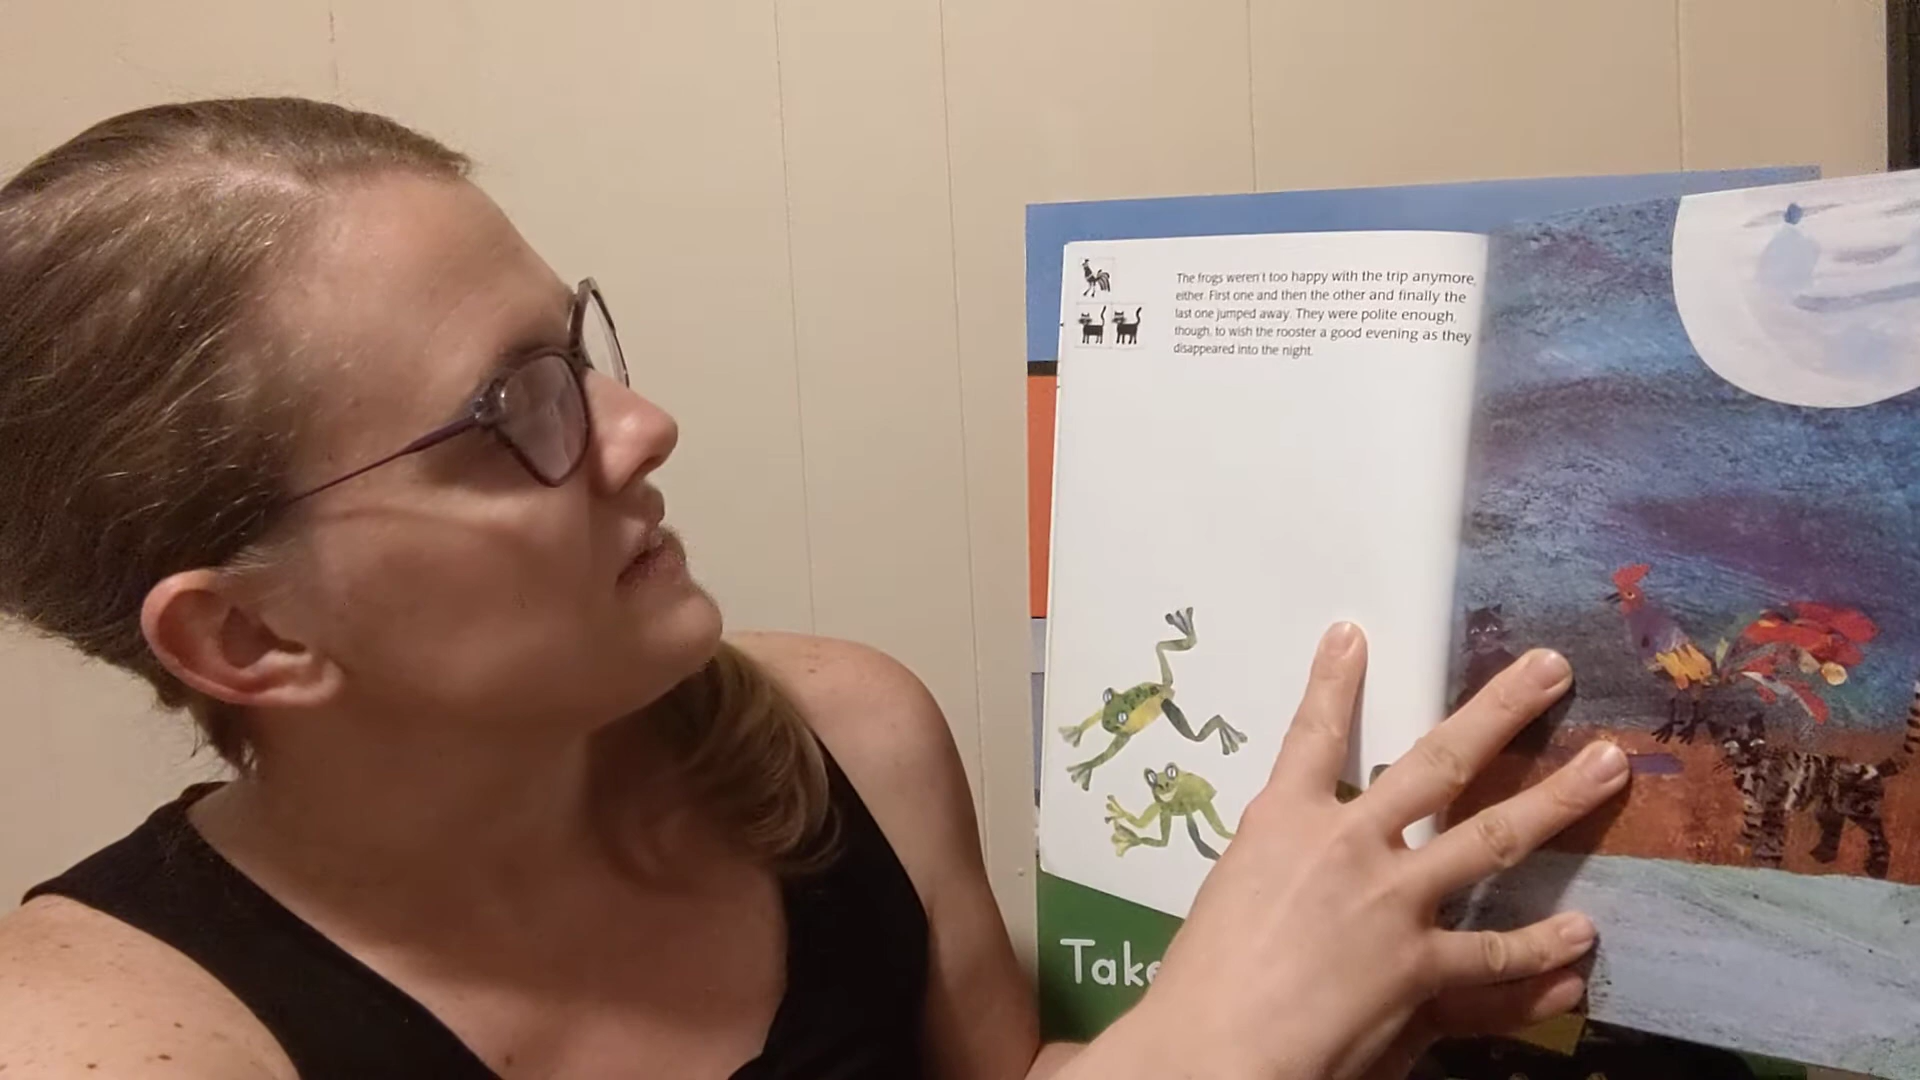 The frogs weren't too happy with the trip anymore,
either. First one and then the other and finally the
last one jumped away. They were polite enough,
though, to wish the rooster a good evening as they
disappeared into the night.
Take